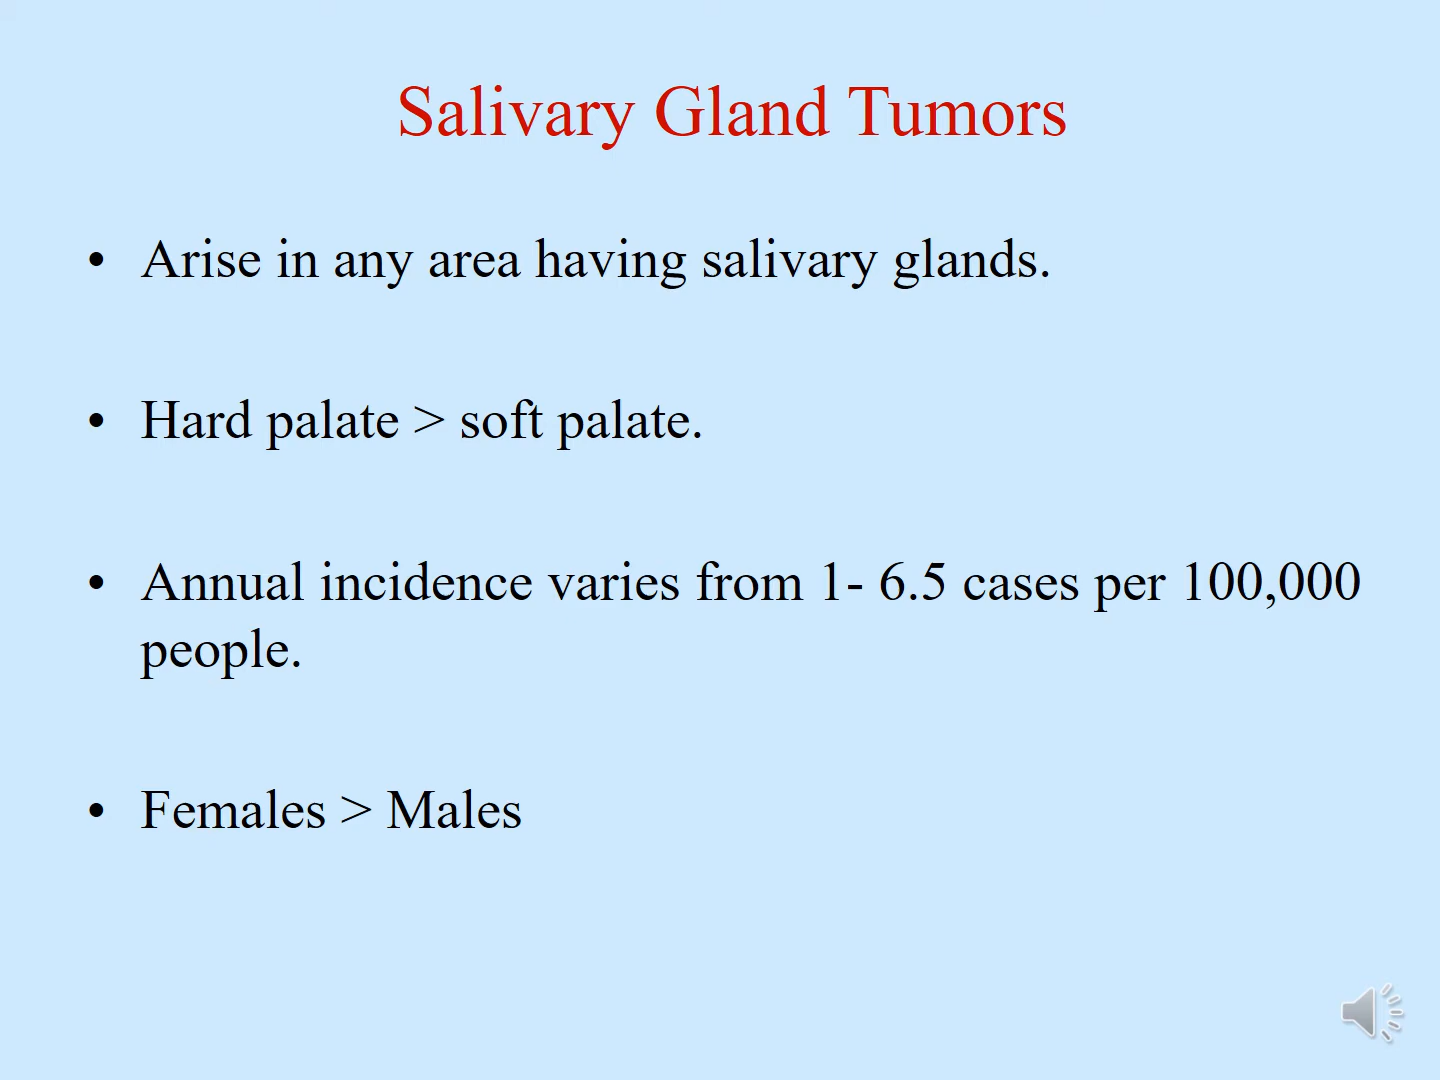 Salivary Gland Tumors
• Arise in any area having salivary glands.
• Hard palate > soft palate.
• Annual incidence varies from 1- 6.5 cases per 100,000
people.
• Females > Males